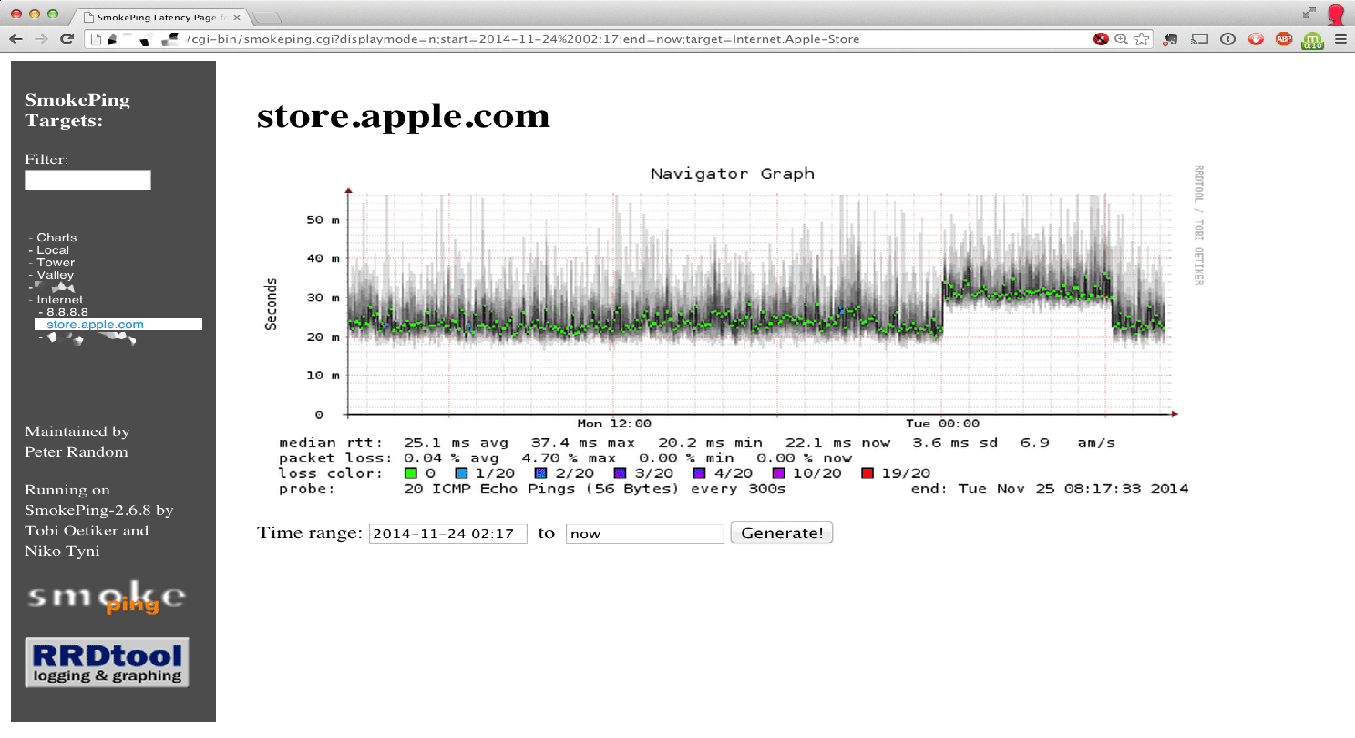 SmokePing Latency Page fo
/cgi-bin/smokeping.cgi?displaymode=n;start=2014-11-24%2002:17;end=now;target=Internet.Apple-Store
ABP
SmokePing
Targets:
Filter:
- Charts
- Local
- Tower
- Valley
- Internet
- 8.8.8.8
store.apple.com
Maintained by
Peter Random
Running on
SmokePing-2.6.8 by
Tobi Oetiker and
Niko Tyni
smoke
ping
RRDtool
logging & graphing
store.apple.com
Navigator Graph
RRDTOOL / TOBI OETIKER
Seconds
50 m
40 m
30 m
20 m
10 m
0
Mon 12:00
Tue 00:00
median rtt: 25.1 ms avg 37.4 ms max 20.2 ms min 22.1 ms now 3.6 ms sd 6.9 am/s
packet loss: 0.04 % avg 4.70 % max 0.00 % min 0.00 % now
loss color: 0 1/20 2/20 3/20 4/20 10/20 19/20
probe: 20 ICMP Echo Pings (56 Bytes) every 300s end: Tue Nov 25 08:17:33 2014
Time range: 2014-11-24 02:17 to now Generate!